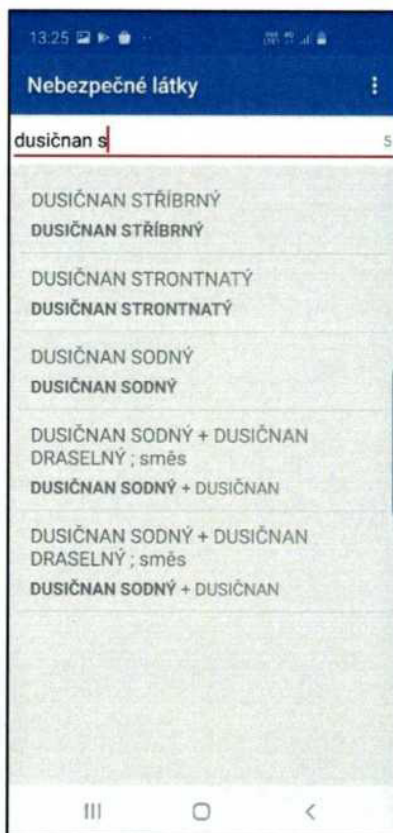 13:25
Nebezpečné látky
dusičnan s 5
DUSIČNAN STŘÍBRNÝ
DUSIČNAN STŘÍBRNÝ
DUSIČNAN STRONTNATÝ
DUSIČNAN STRONTNATÝ
DUSIČNAN SODNÝ
DUSIČNAN SODNÝ
DUSIČNAN SODNÝ + DUSIČNAN
DRASELNÝ ; směs
DUSIČNAN SODNÝ + DUSIČNAN
DUSIČNAN SODNÝ + DUSIČNAN
DRASELNÝ ; směs
DUSIČNAN SODNÝ + DUSIČNAN